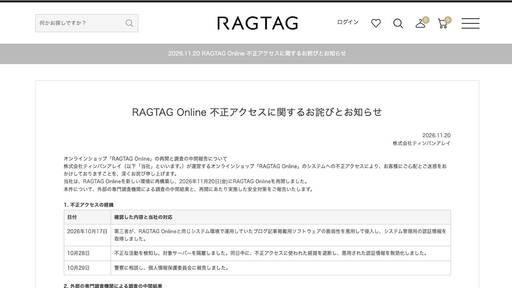 何かお探しですか？
RAGTAG
ログイン
0
0
2026.11.20 RAGTAG Online 不正アクセスに関するお詫びとお知らせ
RAGTAG Online 不正アクセスに関するお詫びとお知らせ
2026.11.20
株式会社ティンパンアレイ
オンラインショップ「RAGTAG Online」の再開と調査の中間報告について
株式会社ティンパンアレイ（以下「当社」といいます。）が運営するオンラインショップ「RAGTAG Online」のシステムへの不正アクセスにより、お客様にご心配とご迷惑をお
かけしておりますことを、深くお詫び申し上げます。
当社は、RAGTAG Onlineを新しい環境に再構築し、2026年11月20日(金)にRAGTAG Onlineを再開しました。
本件について、外部の専門調査機関による調査の中間結果と、再開にあたり実施した安全対策をご報告いたします。
1. 不正アクセスの経緯
日付 確認した内容と当社の対応
2026年10月17日 第三者が、RAGTAG Onlineと同じシステム環境で運用していたブログ記事掲載用ソフトウェアの脆弱性を悪用して侵入し、システム管理用の認証情報を
取得しました。
10月28日 不正な活動を検知し、対象サーバーを隔離しました。同日中に、不正アクセスに使われた経路を遮断し、悪用された認証情報を無効化しました。
10月29日 警察に相談し、個人情報保護委員会に報告しました。
2. 外部の専門調査機関による調査の中間結果